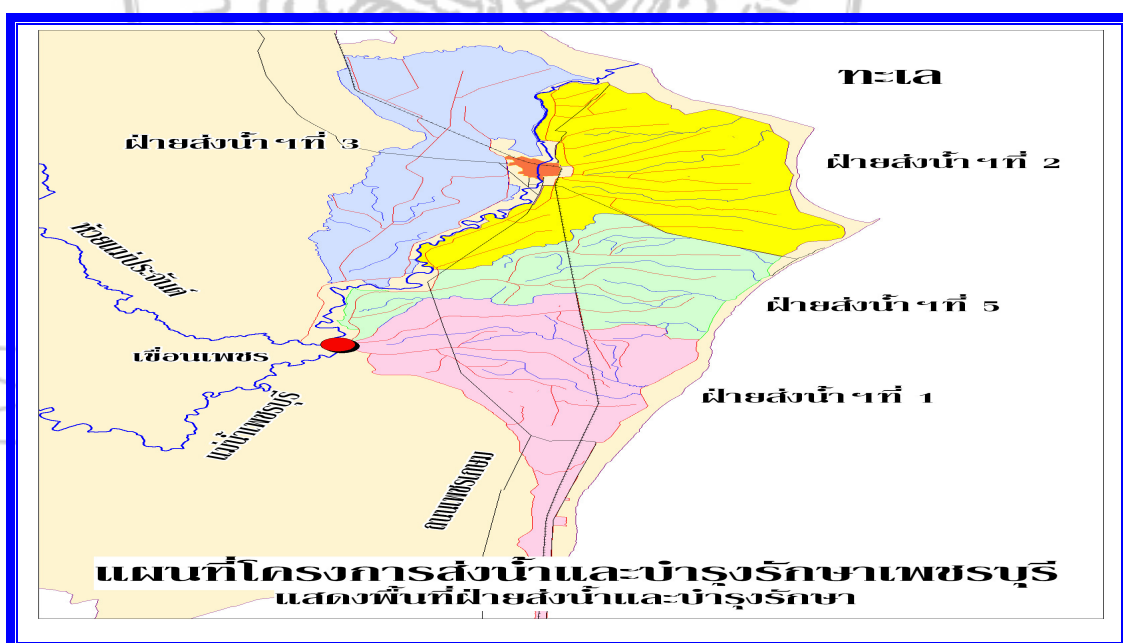 ทะเล
ฝ่ายส่งน้ำฯที่ 3
ฝ่ายส่งน้ำฯที่ 2
ห้วยแม่ประจันต์
ฝ่ายส่งน้ำฯที่ 5
เขื่อนเพชร
ฝ่ายส่งน้ำฯที่ 1
แม่น้ำเพชรบุรี
ถนนเพชรเกษม
แผนที่โครงการส่งน้ำและบำรุงรักษาเพชรบุรี
แสดงพื้นที่ฝ่ายส่งน้ำและบำรุงรักษา